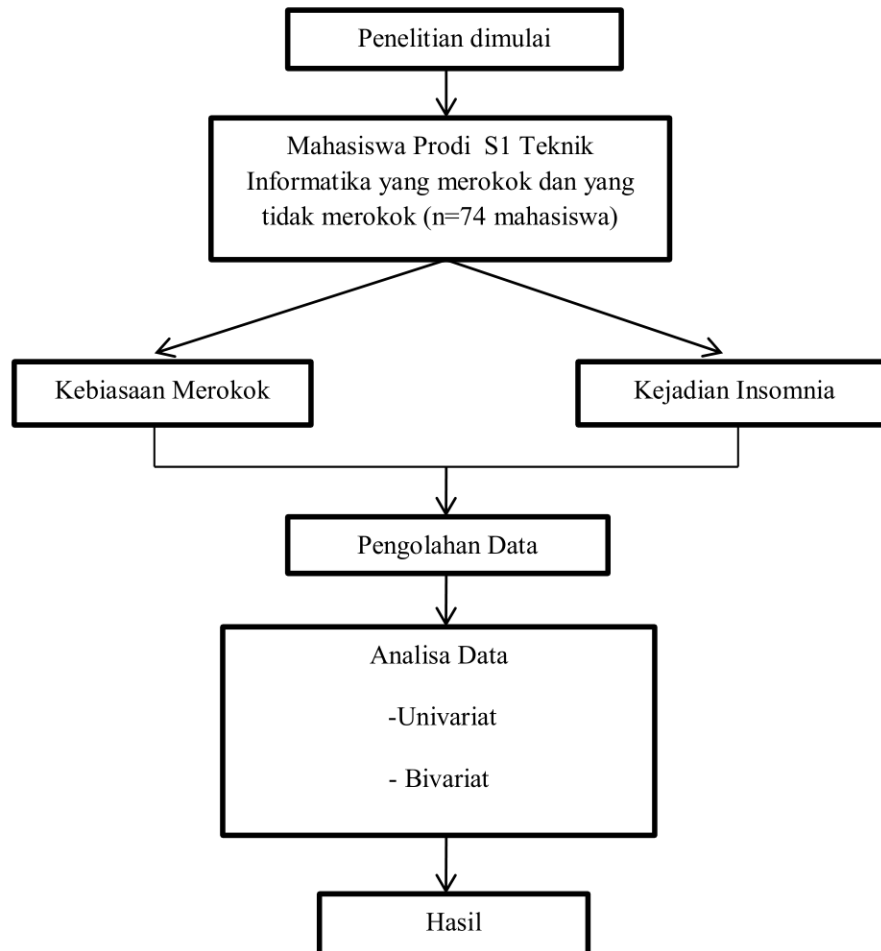 Penelitian dimulai
Mahasiswa Prodi S1 Teknik
Informatika yang merokok dan yang
tidak merokok (n=74 mahasiswa)
Kebiasaan Merokok
Kejadian Insomnia
Pengolahan Data
Analisa Data
-Univariat
- Bivariat
Hasil